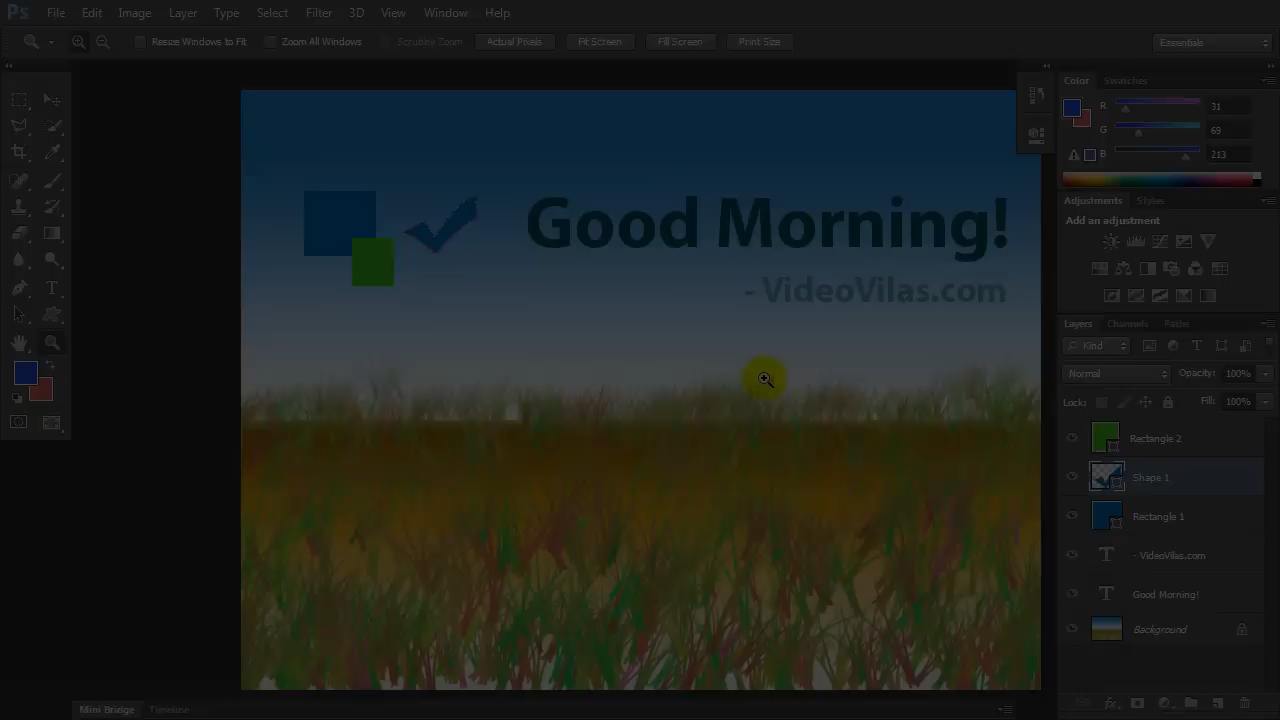 Ps File Edit Image Layer Type Select Filter 3D View Window Help
Resize Windows to Fit Zoom All Windows Scrubby Zoom Actual Pixels Fit Screen Fill Screen Print Size Essentials
Color Swatches
R 31
G 69
B 213
Adjustments Styles
Add an adjustment
Good Morning!
- VideoVilas.com
Layers Channels Paths
Kind
Normal Opacity: 100%
Lock: Fill: 100%
Rectangle 2
Shape 1
Rectangle 1
T - VideoVilas.com
T Good Morning!
Background
Mini Bridge Timeline